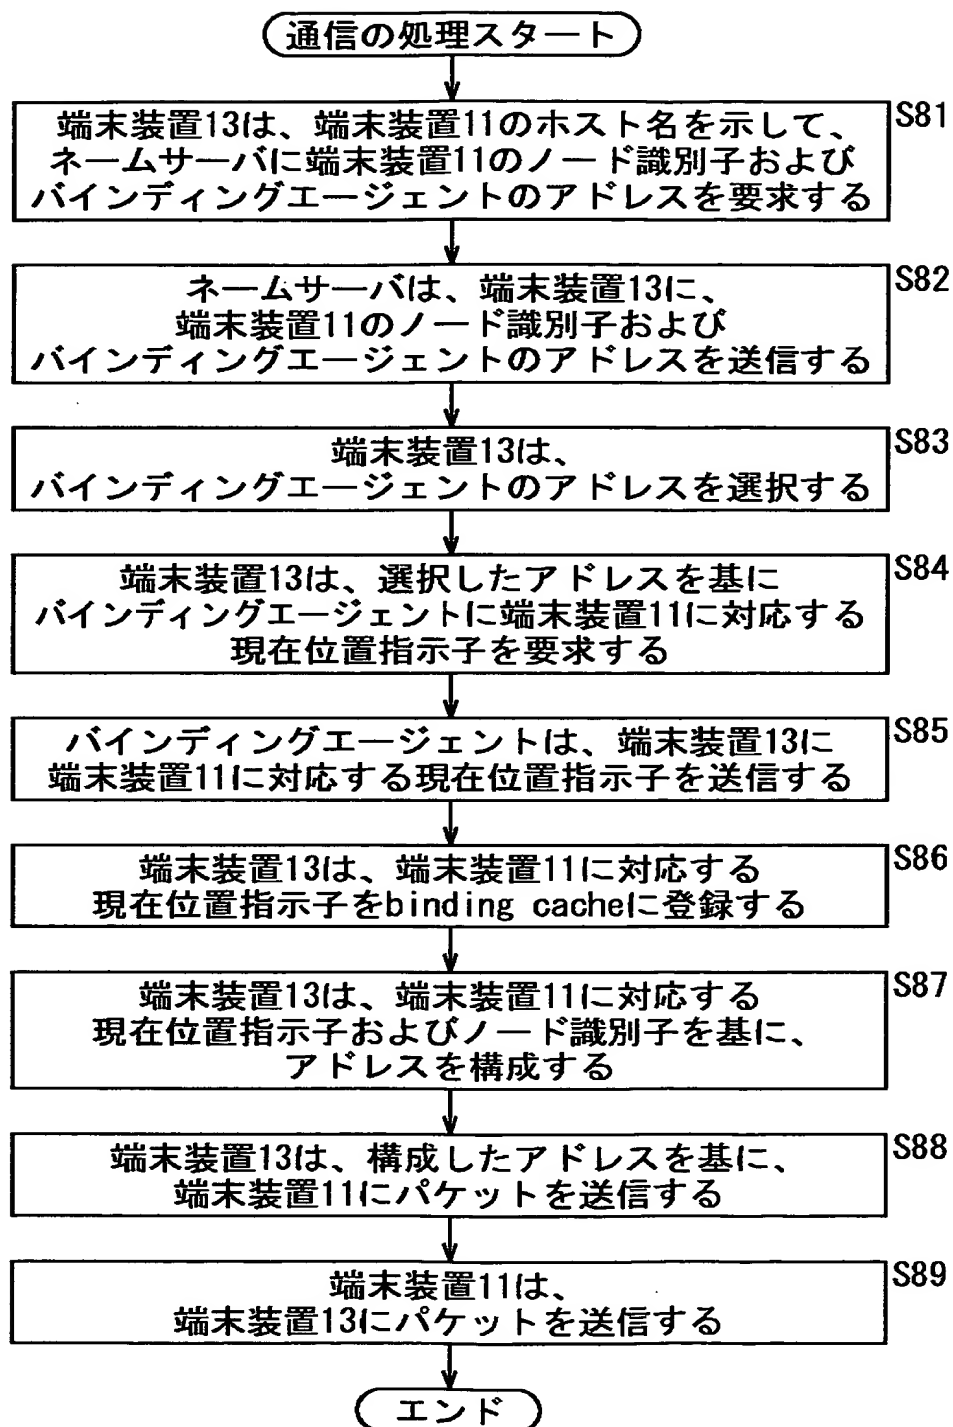 通信の処理スタート
S81
端末装置13は、端末装置11のホスト名を示して、
ネームサーバに端末装置11のノード識別子および
バインディングエージェントのアドレスを要求する
S82
ネームサーバは、端末装置13に、
端末装置11のノード識別子および
バインディングエージェントのアドレスを送信する
S83
端末装置13は、
バインディングエージェントのアドレスを選択する
S84
端末装置13は、選択したアドレスを基に
バインディングエージェントに端末装置11に対応する
現在位置指示子を要求する
S85
バインディングエージェントは、端末装置13に
端末装置11に対応する現在位置指示子を送信する
S86
端末装置13は、端末装置11に対応する
現在位置指示子をbinding cacheに登録する
S87
端末装置13は、端末装置11に対応する
現在位置指示子およびノード識別子を基に、
アドレスを構成する
S88
端末装置13は、構成したアドレスを基に、
端末装置11にパケットを送信する
S89
端末装置11は、
端末装置13にパケットを送信する
エンド